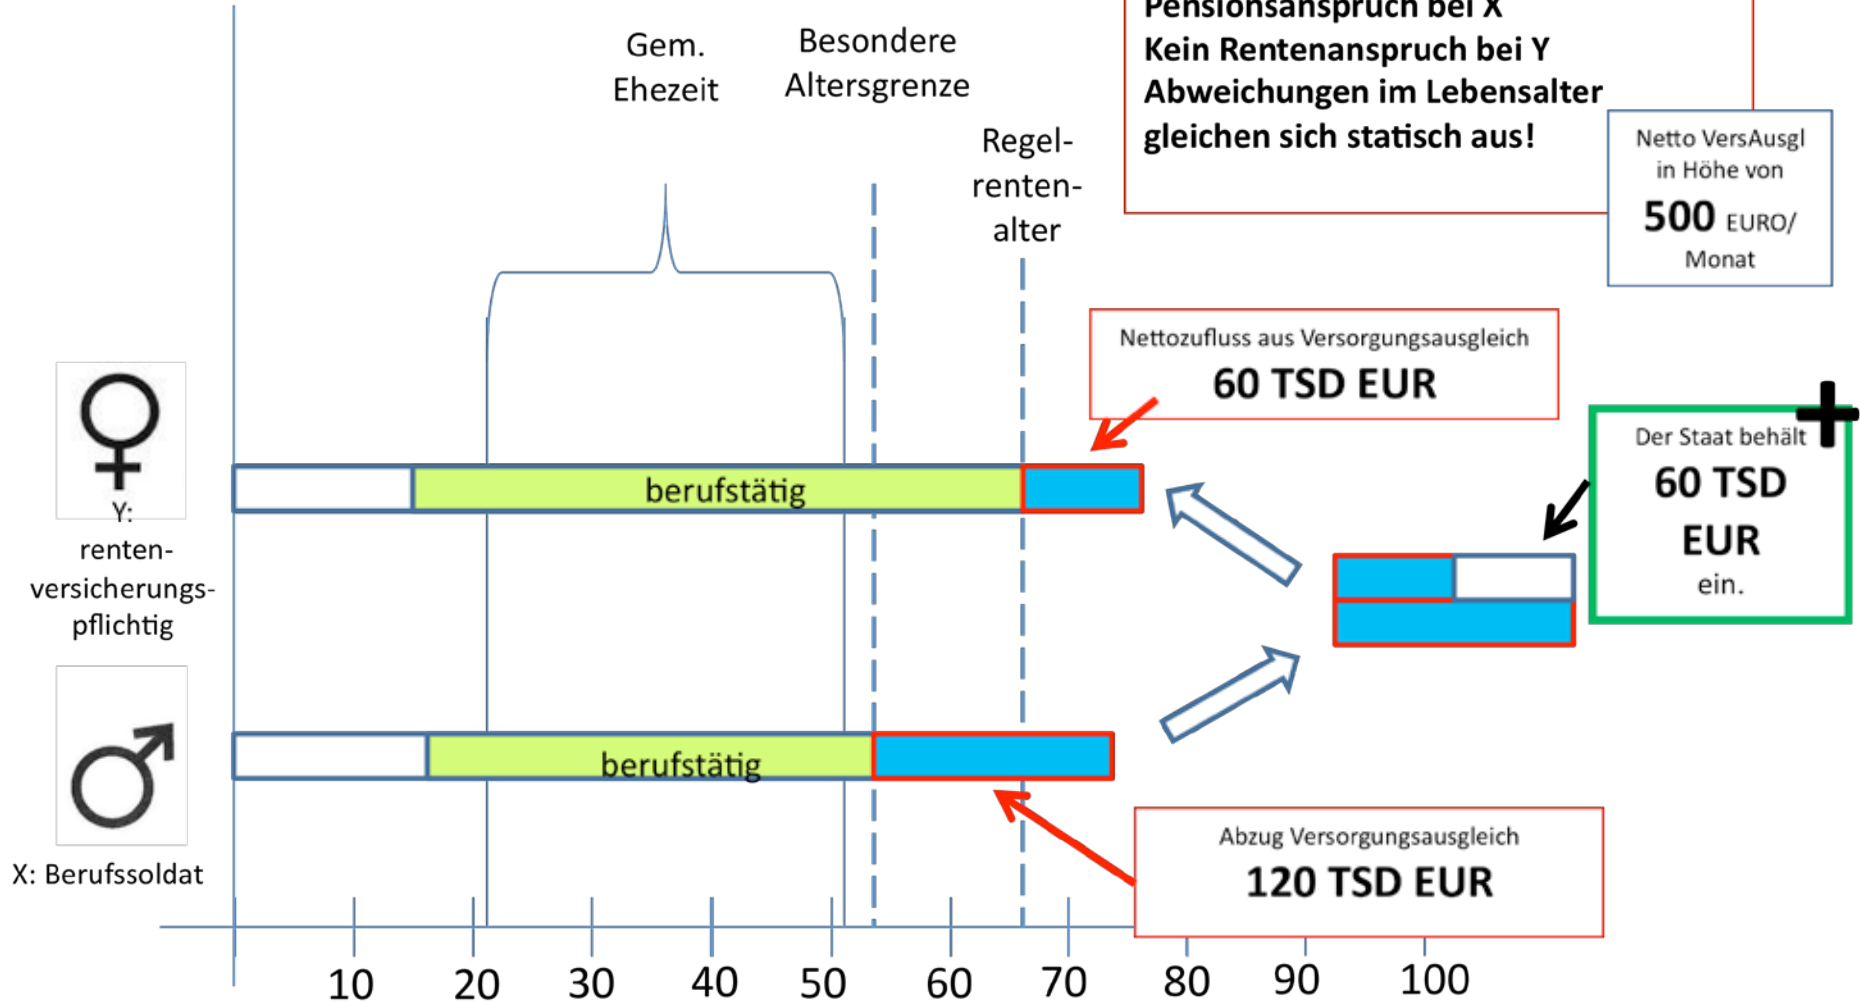 Pensionsanspruch bei X
Kein Rentenanspruch bei Y
Abweichungen im Lebensalter
gleichen sich statisch aus!
Gem.
Ehezeit
Besondere
Altersgrenze
Regel-
renten-
alter
Netto VersAusgl
in Höhe von
500 EURO/
Monat
Nettozufluss aus Versorgungsausgleich
60 TSD EUR
Der Staat behält
60 TSD
EUR
ein.
berufstätig
Y:
renten-
versicherungs-
pflichtig
berufstätig
X: Berufssoldat
Abzug Versorgungsausgleich
120 TSD EUR
10 20 30 40 50 60 70 80 90 100